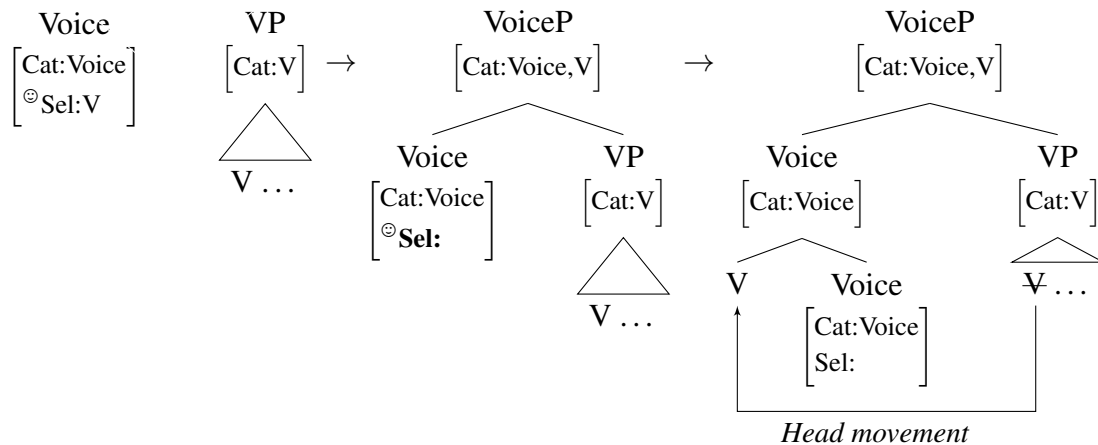 Voice VP VoiceP VoiceP
[Cat:Voice ☺Sel:V] [Cat:V] → [Cat:Voice,V] → [Cat:Voice,V]
V …
Voice VP Voice VP
[Cat:Voice ☺Sel:] [Cat:V] [Cat:Voice] [Cat:V]
V … V Voice V …
[Cat:Voice Sel:]
Head movement